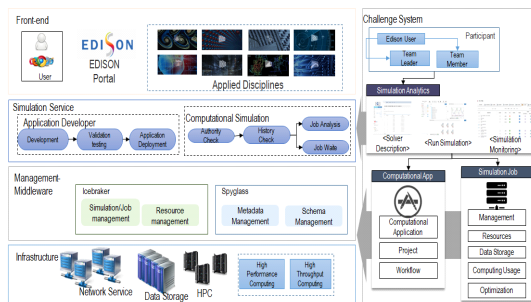 Front-end
User
EDISON
EDISON
Portal
Applied Disciplines
Simulation Service
Application Developer
Development
Validation
testing
Application
Deployment
Computational Simulation
Authority
Check
History
Check
Job Analysis
Job Waite
Management-
Middleware
Icebraker
Simulation/Job
management
Resource
management
Spyglass
Metadata
Management
Schema
Management
Infrastructure
Network Service
Data Storage
HPC
High
Performance
Computing
High
Throughput
Computing
Challenge System
Participant
Edison User
Team
Leader
Team
Member
Simulation Analytics
<Solver
Description>
<Run Simulation>
<Simulation
Monitoring>
Computational App
Computational
Application
Project
Workflow
Simulation Job
Management
Resources
Data Storage
Computing Usage
Optimization